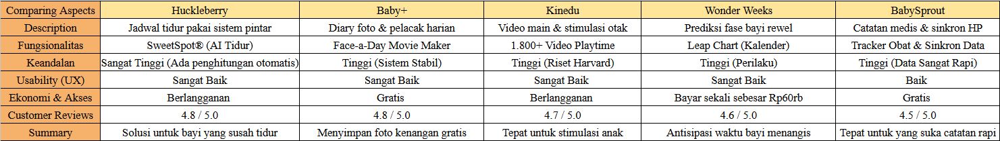 Comparing Aspects Huckleberry Baby+ Kinedu Wonder Weeks BabySprout
Description Jadwal tidur pakai sistem pintar Diary foto & pelacak harian Video main & stimulasi otak Prediksi fase bayi rewel Catatan medis & sinkron HP
Fungsionalitas SweetSpot® (AI Tidur) Face-a-Day Movie Maker 1.800+ Video Playtime Leap Chart (Kalender) Tracker Obat & Sinkron Data
Keandalan Sangat Tinggi (Ada penghitungan otomatis) Tinggi (Sistem Stabil) Tinggi (Riset Harvard) Tinggi (Perilaku) Tinggi (Data Sangat Rapi)
Usability (UX) Sangat Baik Sangat Baik Sangat Baik Sangat Baik Baik
Ekonomi & Akses Berlangganan Gratis Berlangganan Bayar sekali sebesar Rp60rb Gratis
Customer Reviews 4.8 / 5.0 4.8 / 5.0 4.7 / 5.0 4.6 / 5.0 4.5 / 5.0
Summary Solusi untuk bayi yang susah tidur Menyimpan foto kenangan gratis Tepat untuk stimulasi anak Antisipasi waktu bayi menangis Tepat untuk yang suka catatan rapi